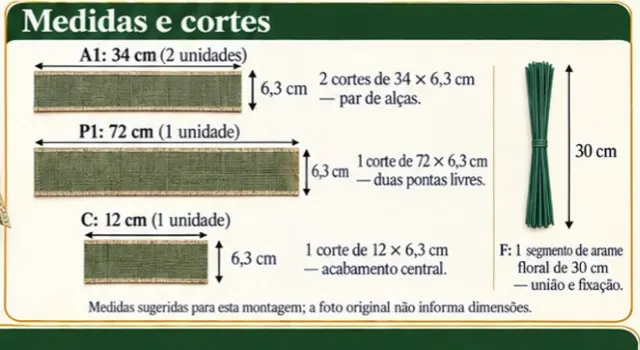 Medidas e cortes
A1: 34 cm (2 unidades)
6,3 cm
2 cortes de 34 × 6,3 cm
— par de alças.
P1: 72 cm (1 unidade)
6,3 cm
1 corte de 72 × 6,3 cm
— duas pontas livres.
C: 12 cm (1 unidade)
6,3 cm
1 corte de 12 × 6,3 cm
— acabamento central.
30 cm
F: 1 segmento de arame
floral de 30 cm
— união e fixação.
Medidas sugeridas para esta montagem; a foto original não informa dimensões.